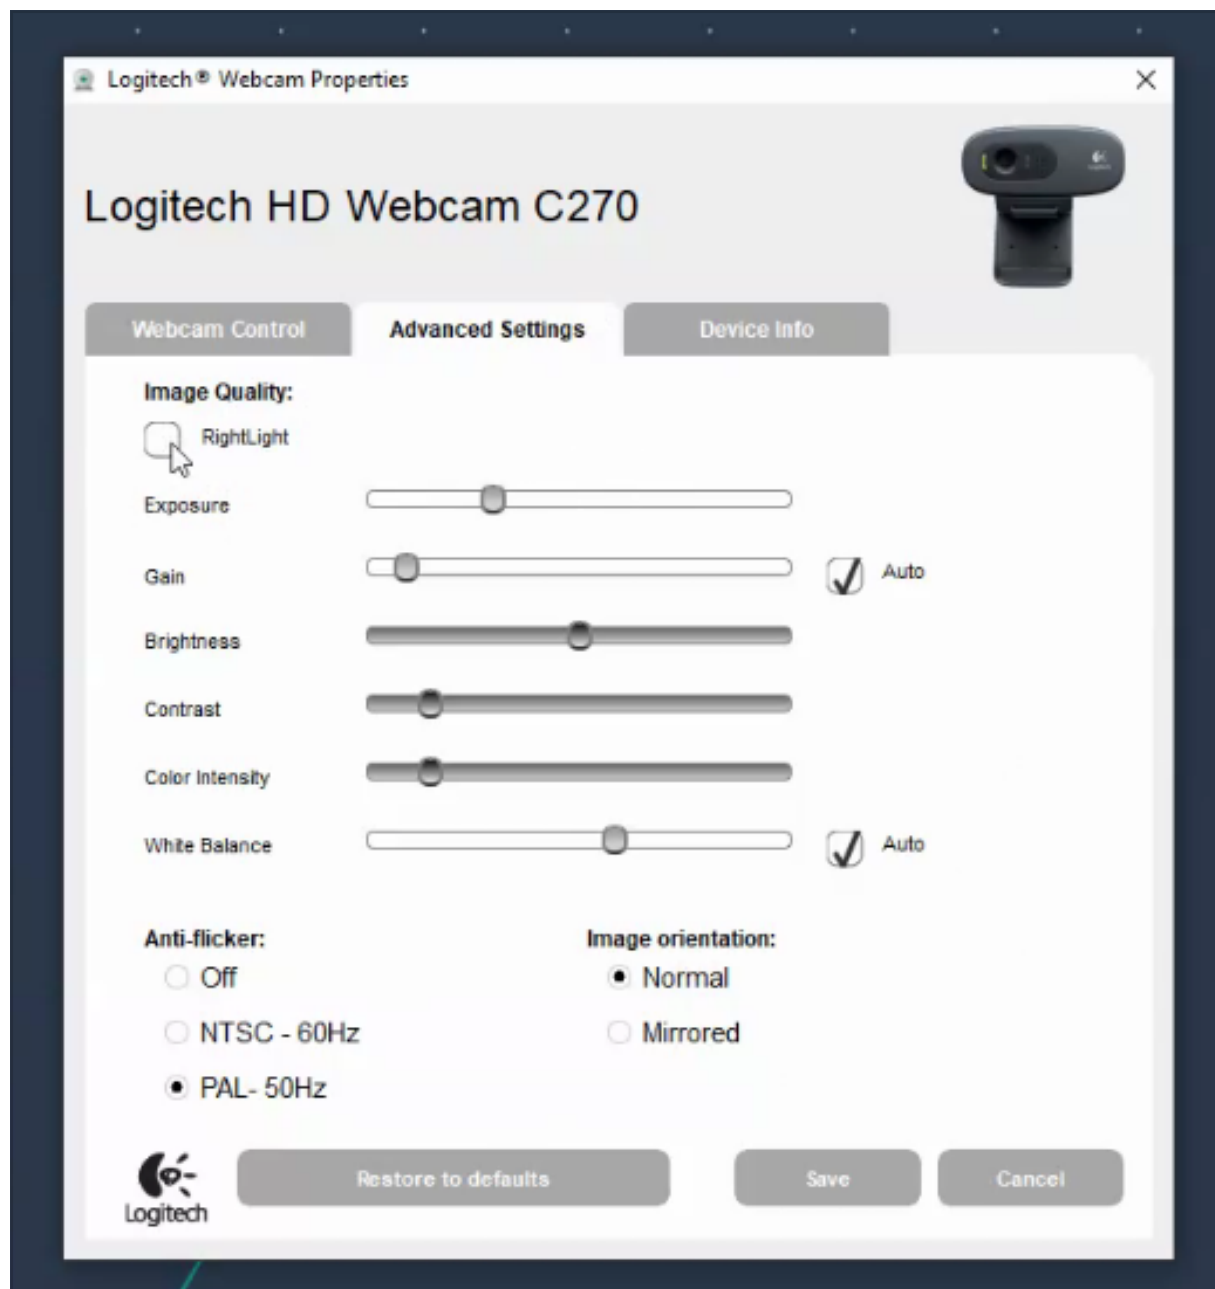 Logitech® Webcam Properties
Logitech HD Webcam C270
Webcam Control Advanced Settings Device Info
Image Quality:
RightLight
Exposure
Gain Auto
Brightness
Contrast
Color Intensity
White Balance Auto
Anti-flicker: Image orientation:
Off Normal
NTSC - 60Hz Mirrored
PAL- 50Hz
Restore to defaults Save Cancel
Logitech